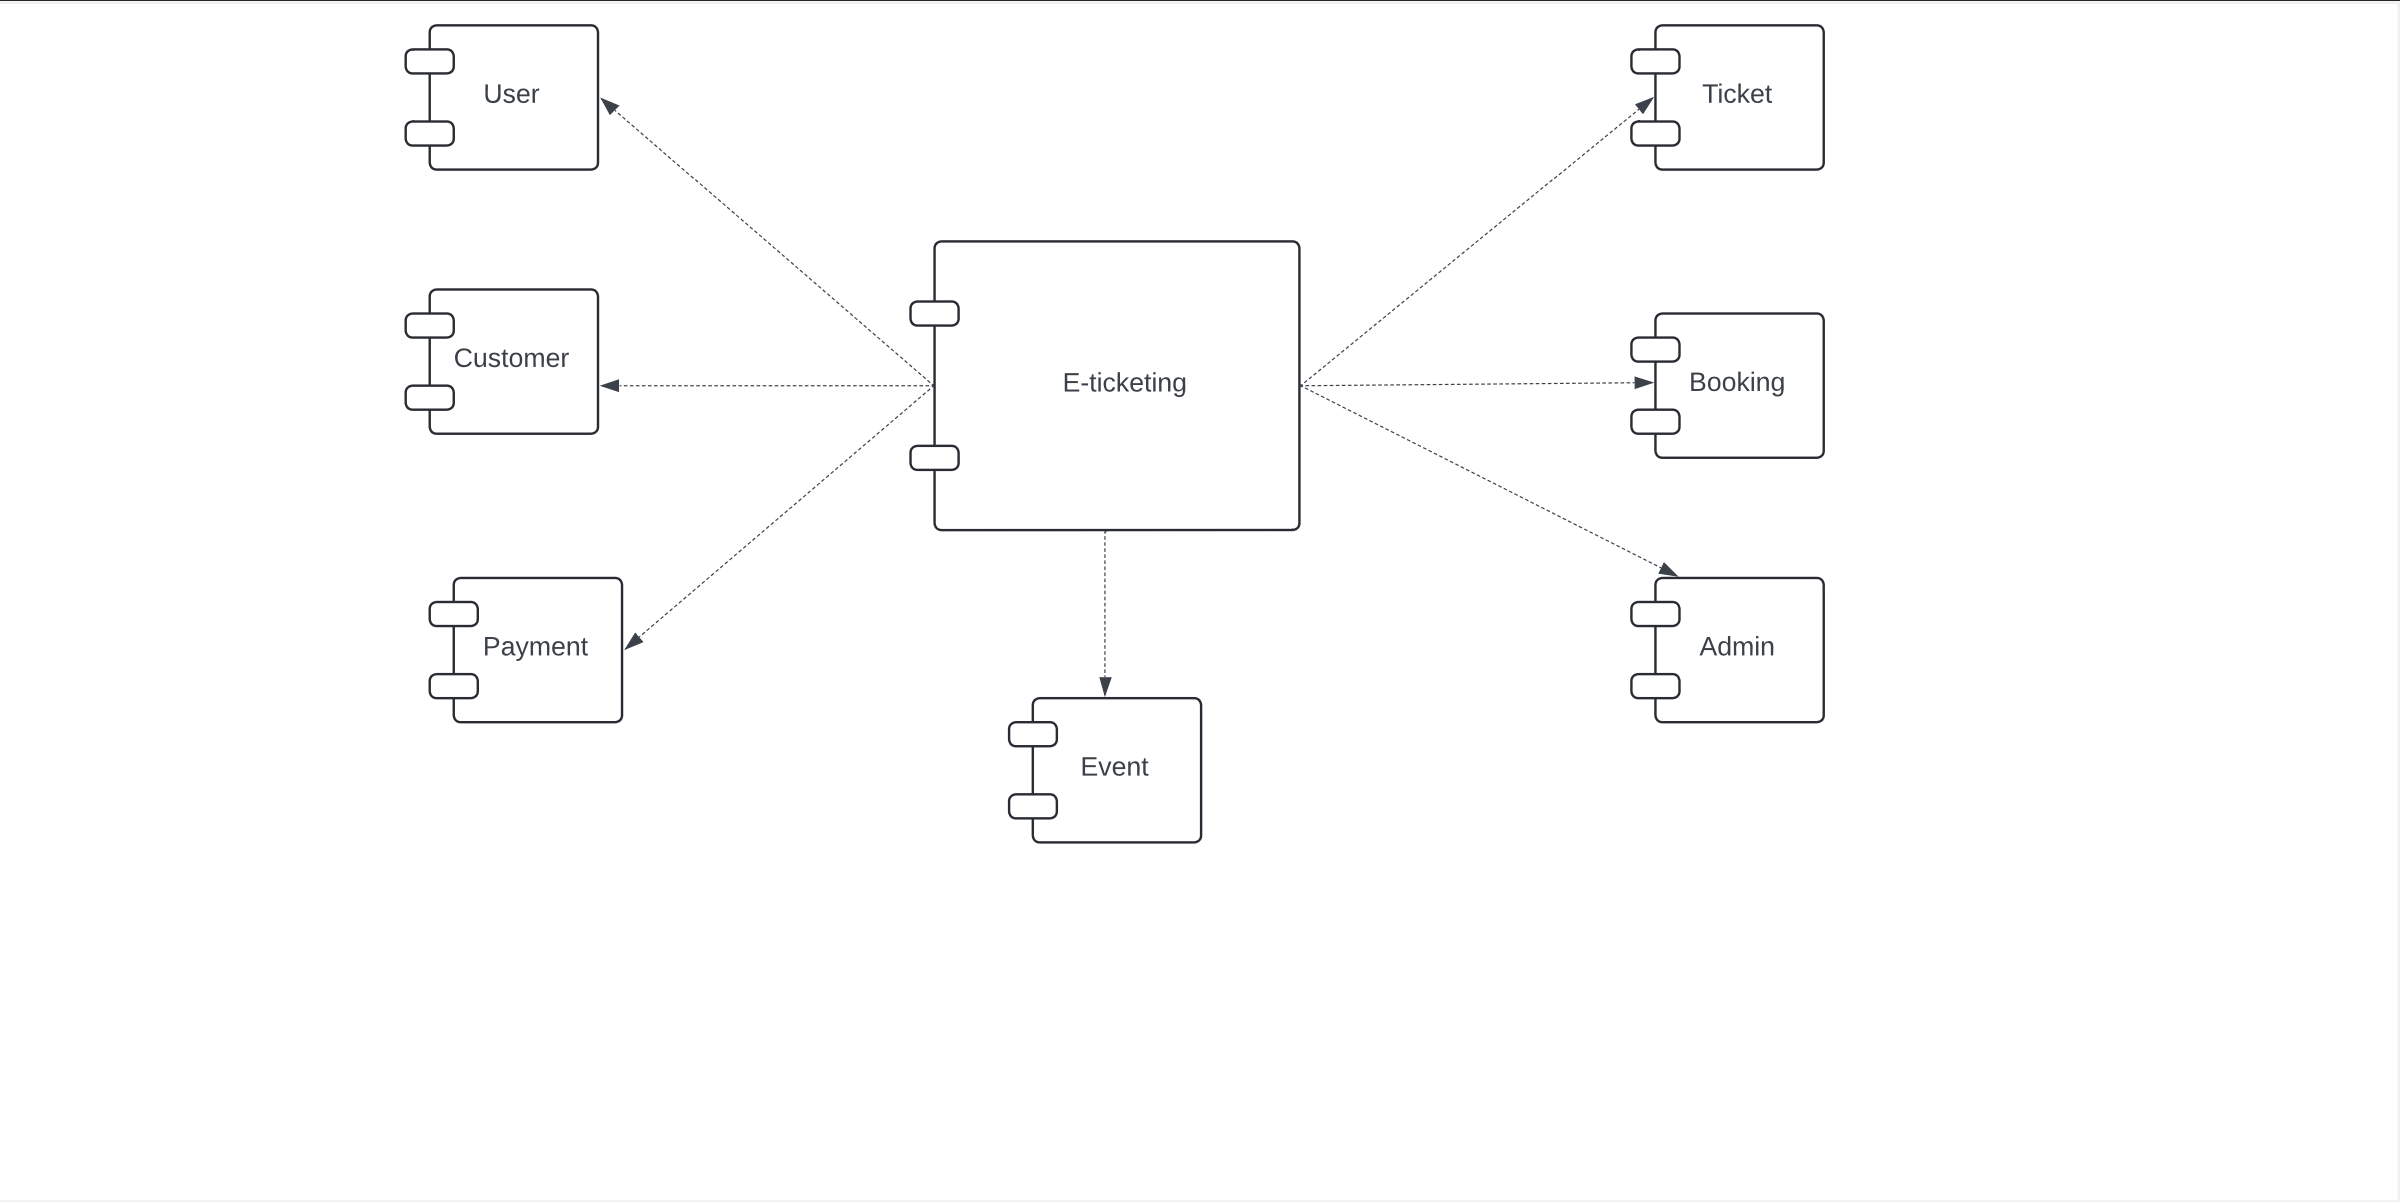 User
Ticket
Customer
E-ticketing
Booking
Payment
Admin
Event